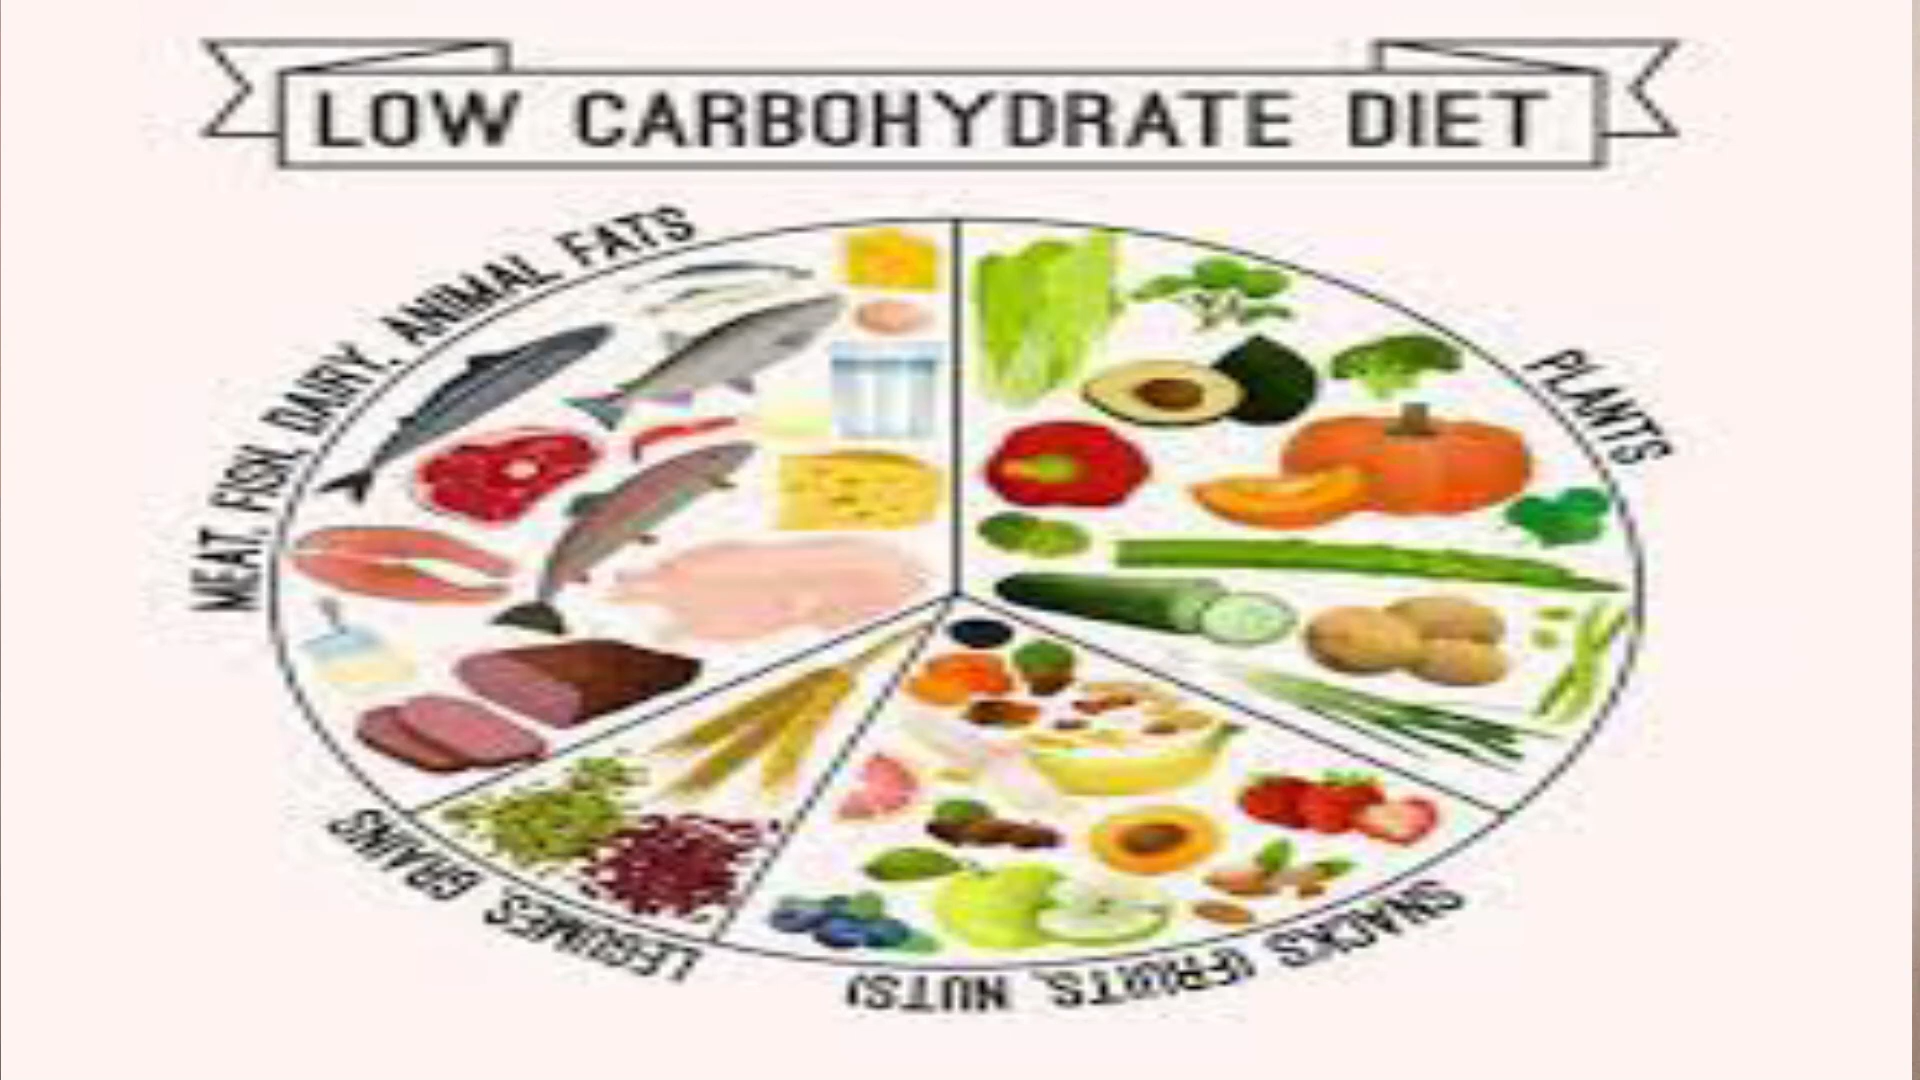 LOW CARBOHYDRATE DIET
MEAT, FISH, DAIRY, ANIMAL FATS
PLANTS
LEGUMES, GRAINS
SNACKS (FRUITS, NUTS)